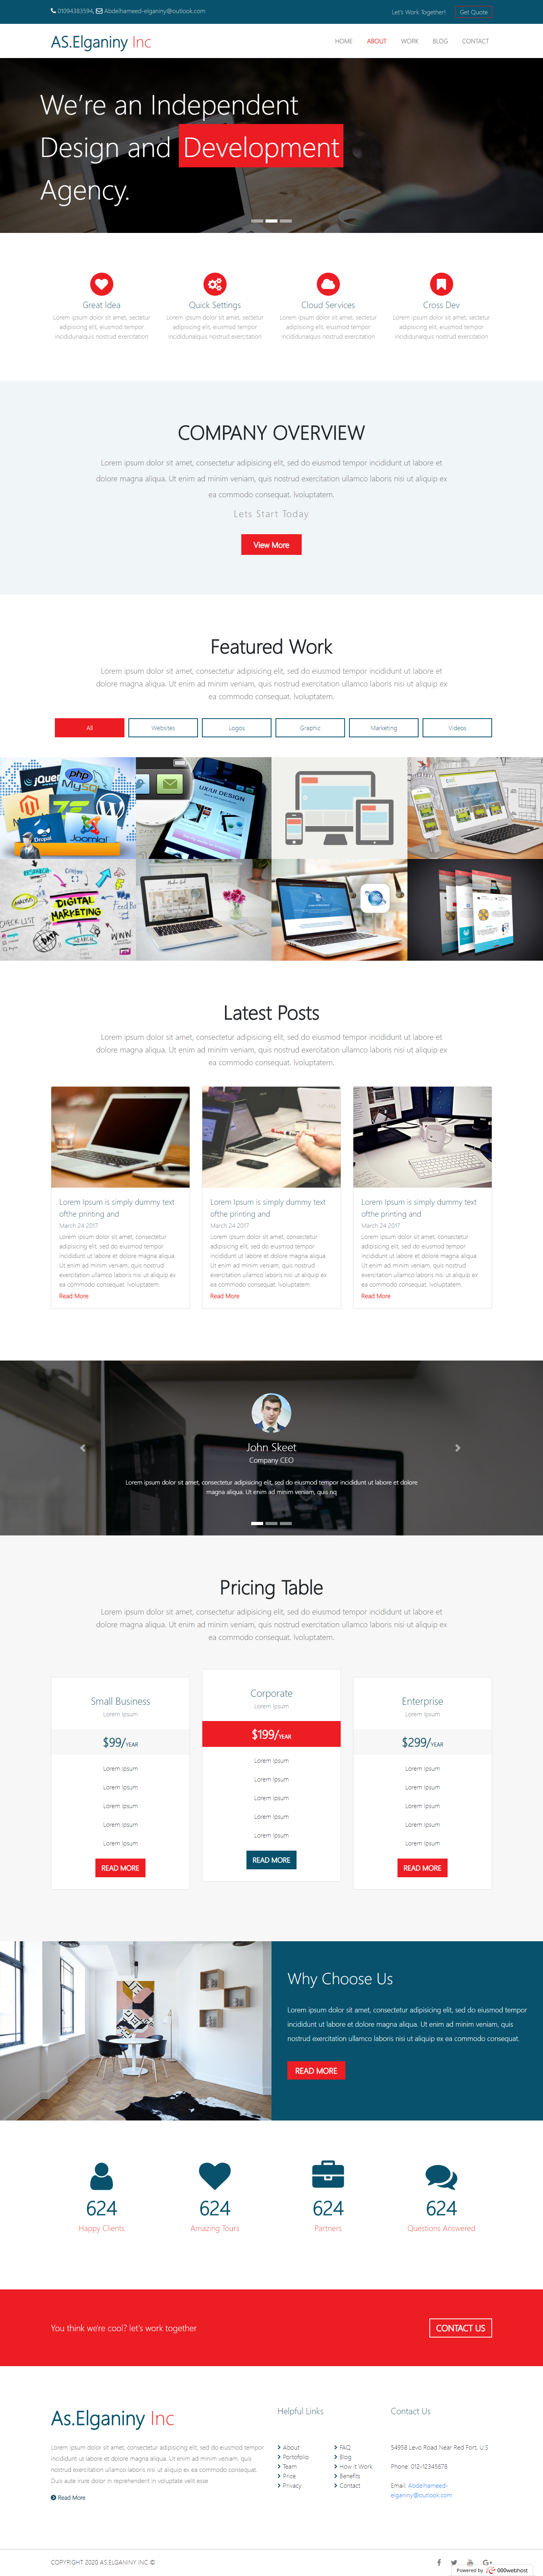 01094383594, Abdelhameed-elganiny@outlook.com
Let's Work Together!
Get Quote
AS.Elganiny Inc
HOME
ABOUT
WORK
BLOG
CONTACT
We're an Independent
Design and Development
Agency.
Great Idea
Lorem ipsum dolor sit amet, sectetur
adipisicing elit, eiusmod tempor
incididunalquis nostrud exercitation
Quick Settings
Lorem ipsum dolor sit amet, sectetur
adipisicing elit, eiusmod tempor
incididunalquis nostrud exercitation
Cloud Services
Lorem ipsum dolor sit amet, sectetur
adipisicing elit, eiusmod tempor
incididunalquis nostrud exercitation
Cross Dev
Lorem ipsum dolor sit amet, sectetur
adipisicing elit, eiusmod tempor
incididunalquis nostrud exercitation
COMPANY OVERVIEW
Lorem ipsum dolor sit amet, consectetur adipisicing elit, sed do eiusmod tempor incididunt ut labore et
dolore magna aliqua. Ut enim ad minim veniam, quis nostrud exercitation ullamco laboris nisi ut aliquip ex
ea commodo consequat. lvoluptatem.
Lets Start Today
View More
Featured Work
Lorem ipsum dolor sit amet, consectetur adipisicing elit, sed do eiusmod tempor incididunt ut labore et
dolore magna aliqua. Ut enim ad minim veniam, quis nostrud exercitation ullamco laboris nisi ut aliquip ex
ea commodo consequat. lvoluptatem.
All
Websites
Logos
Graphic
Marketing
Videos
jQuery
php
MySQL
Drupal
Joomla!
UX/UI DESIGN
RESEARCH
DIGITAL
MARKETING
CHECK LIST
DATA
SEARCH
WWW.
Latest Posts
Lorem ipsum dolor sit amet, consectetur adipisicing elit, sed do eiusmod tempor incididunt ut labore et
dolore magna aliqua. Ut enim ad minim veniam, quis nostrud exercitation ullamco laboris nisi ut aliquip ex
ea commodo consequat. lvoluptatem.
Lorem Ipsum is simply dummy text
ofthe printing and
March 24 2017
Lorem ipsum dolor sit amet, consectetur
adipisicing elit, sed do eiusmod tempor
incididunt ut labore et dolore magna aliqua.
Ut enim ad minim veniam, quis nostrud
exercitation ullamco laboris nisi ut aliquip ex
ea commodo consequat. lvoluptatem.
Read More
Lorem Ipsum is simply dummy text
ofthe printing and
March 24 2017
Lorem ipsum dolor sit amet, consectetur
adipisicing elit, sed do eiusmod tempor
incididunt ut labore et dolore magna aliqua.
Ut enim ad minim veniam, quis nostrud
exercitation ullamco laboris nisi ut aliquip ex
ea commodo consequat. lvoluptatem.
Read More
Lorem Ipsum is simply dummy text
ofthe printing and
March 24 2017
Lorem ipsum dolor sit amet, consectetur
adipisicing elit, sed do eiusmod tempor
incididunt ut labore et dolore magna aliqua.
Ut enim ad minim veniam, quis nostrud
exercitation ullamco laboris nisi ut aliquip ex
ea commodo consequat. lvoluptatem.
Read More
John Skeet
Company CEO
Lorem ipsum dolor sit amet, consectetur adipisicing elit, sed do eiusmod tempor incididunt ut labore et dolore
magna aliqua. Ut enim ad minim veniam, quis nq
Pricing Table
Lorem ipsum dolor sit amet, consectetur adipisicing elit, sed do eiusmod tempor incididunt ut labore et
dolore magna aliqua. Ut enim ad minim veniam, quis nostrud exercitation ullamco laboris nisi ut aliquip ex
ea commodo consequat. lvoluptatem.
Small Business
Lorem Ipsum
$99/YEAR
Lorem Ipsum
Lorem Ipsum
Lorem Ipsum
Lorem Ipsum
Lorem Ipsum
READ MORE
Corporate
Lorem Ipsum
$199/YEAR
Lorem Ipsum
Lorem Ipsum
Lorem Ipsum
Lorem Ipsum
Lorem Ipsum
READ MORE
Enterprise
Lorem Ipsum
$299/YEAR
Lorem Ipsum
Lorem Ipsum
Lorem Ipsum
Lorem Ipsum
Lorem Ipsum
READ MORE
Why Choose Us
Lorem ipsum dolor sit amet, consectetur adipisicing elit, sed do eiusmod tempor
incididunt ut labore et dolore magna aliqua. Ut enim ad minim veniam, quis
nostrud exercitation ullamco laboris nisi ut aliquip ex ea commodo consequat.
READ MORE
624
Happy Clients
624
Amazing Tours
624
Partners
624
Questions Answered
You think we're cool? let's work together
CONTACT US
As.Elganiny Inc
Lorem ipsum dolor sit amet, consectetur adipisicing elit, sed do eiusmod tempor
incididunt ut labore et dolore magna aliqua. Ut enim ad minim veniam, quis
nostrud exercitation ullamco laboris nisi ut aliquip ex ea commodo consequat.
Duis aute irure dolor in reprehenderit in voluptate velit esse
Read More
Helpful Links
About
Portofolio
Team
Price
Privacy
FAQ
Blog
How it Work
Benefits
Contact
Contact Us
54958 Levo Road Near Red Fort, U.S
Phone: 012-12345678
Email: Abdelhameed-
elganiny@outlook.com
COPYRIGHT 2020 AS.ELGANINY INC ©
Powered by 000webhost